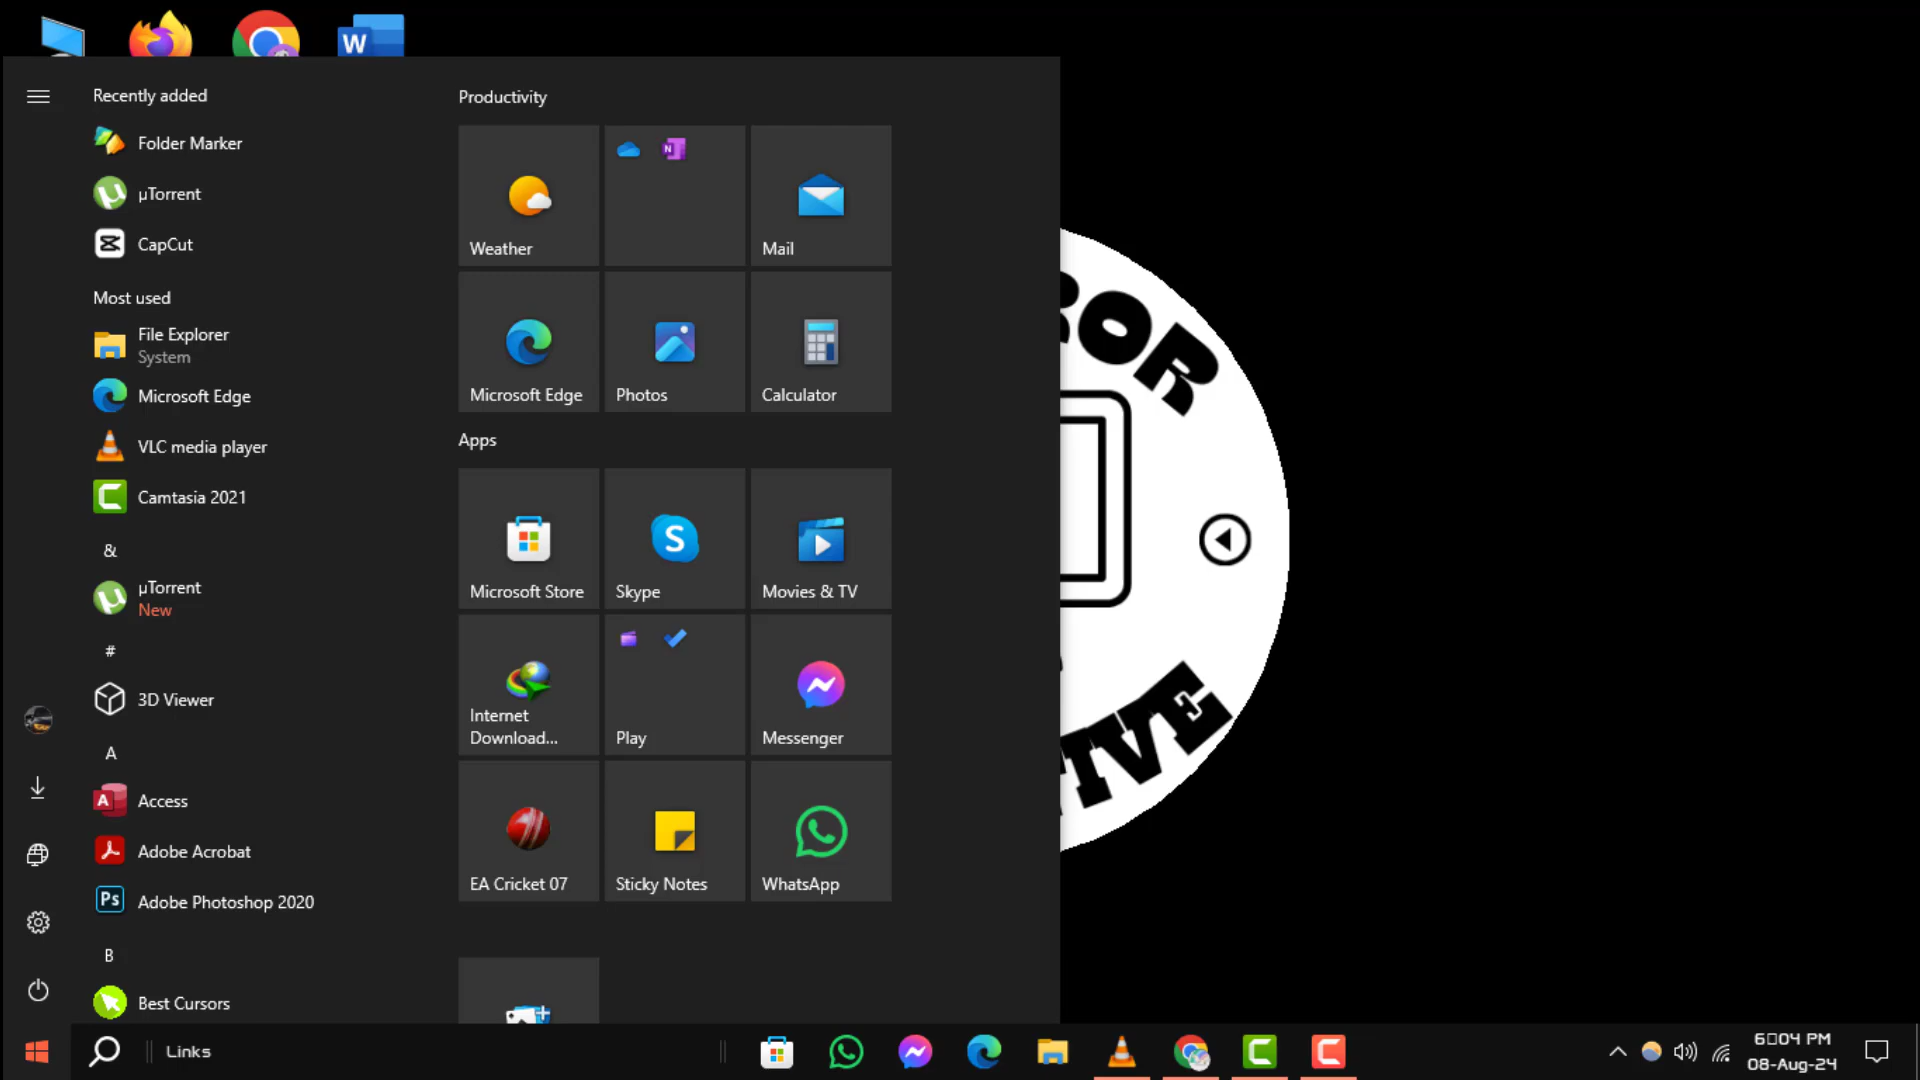 W
Recently added
Folder Marker
µTorrent
CapCut
Most used
File Explorer
System
Microsoft Edge
VLC media player
Camtasia 2021
&
µTorrent
New
#
3D Viewer
A
Access
Adobe Acrobat
Adobe Photoshop 2020
B
Best Cursors
Productivity
Weather
Mail
Microsoft Edge
Photos
Calculator
Apps
Microsoft Store
Skype
Movies & TV
Internet
Download...
Play
Messenger
EA Cricket 07
Sticky Notes
WhatsApp
Links
6□04 PM
08-Aug-24